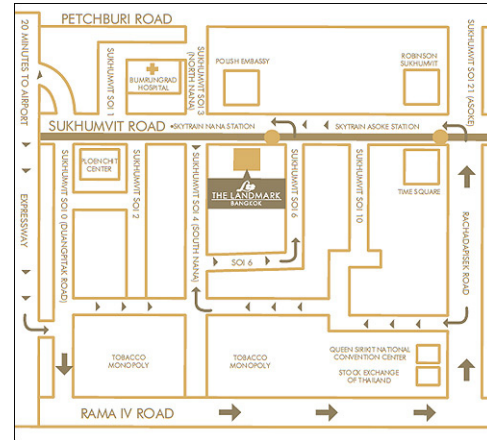 PETCHBURI ROAD
20 MINUTES TO AIRPORT
SUKHUMVIT SOI 1
BUMRUNGRAD
HOSPITAL
SUKHUMVIT SOI 3
(NORTH NANA)
POLISH EMBASSY
ROBINSON
SUKHUMVIT
SUKHUMVIT SOI 21 (ASOKE)
SUKHUMVIT ROAD
SKYTRAIN NANA STATION
SKYTRAIN ASOKE STATION
EXPRESSWAY
SUKHUMVIT SOI 0 (DUANGPITAK ROAD)
PLOENCHIT
CENTER
SUKHUMVIT SOI 2
SUKHUMVIT SOI 4 (SOUTH NANA)
THE LANDMARK
BANGKOK
SUKHUMVIT SOI 6
SUKHUMVIT SOI 10
TIME SQUARE
RACHADAPISEK ROAD
SOI 6
TOBACCO
MONOPOLY
TOBACCO
MONOPOLY
QUEEN SIRIKIT NATIONAL
CONVENTION CENTER
STOCK EXCHANGE
OF THAILAND
RAMA IV ROAD